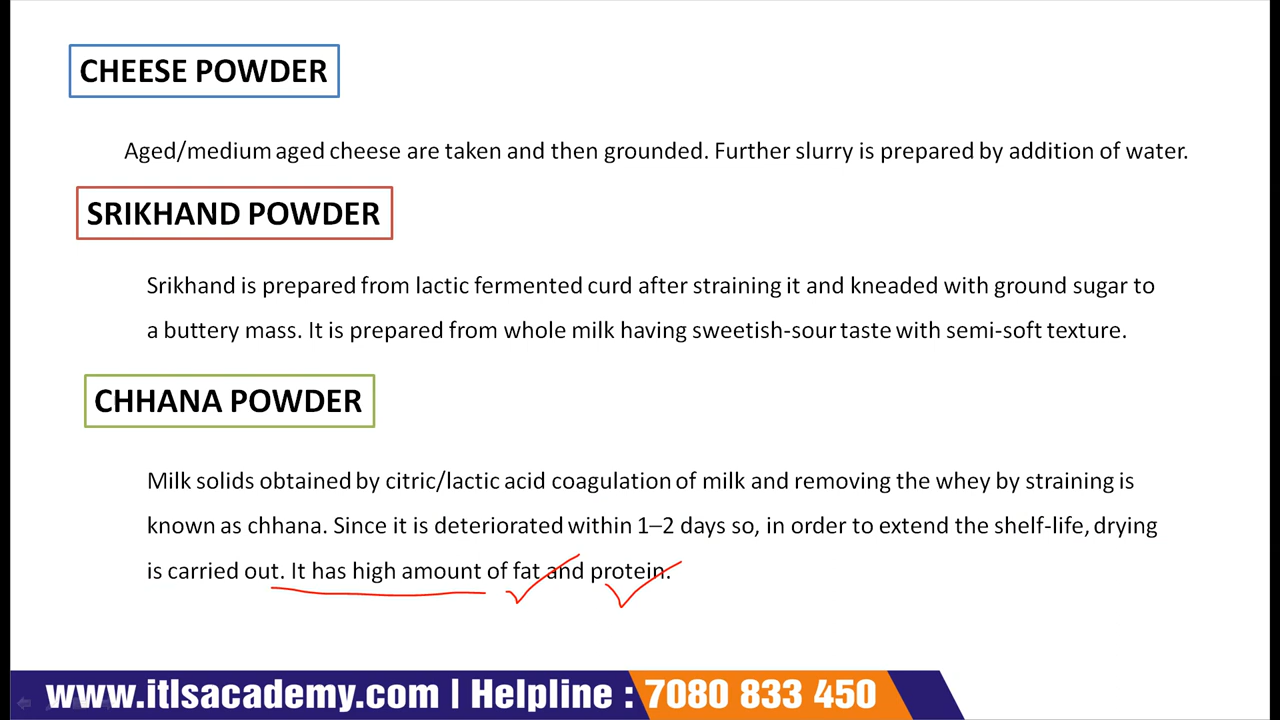 CHEESE POWDER
Aged/medium aged cheese are taken and then grounded. Further slurry is prepared by addition of water.
SRIKHAND POWDER
Srikhand is prepared from lactic fermented curd after straining it and kneaded with ground sugar to
a buttery mass. It is prepared from whole milk having sweetish-sour taste with semi-soft texture.
CHHANA POWDER
Milk solids obtained by citric/lactic acid coagulation of milk and removing the whey by straining is
known as chhana. Since it is deteriorated within 1–2 days so, in order to extend the shelf-life, drying
is carried out. It has high amount of fat and protein.
www.itlsacademy.com | Helpline : 7080 833 450